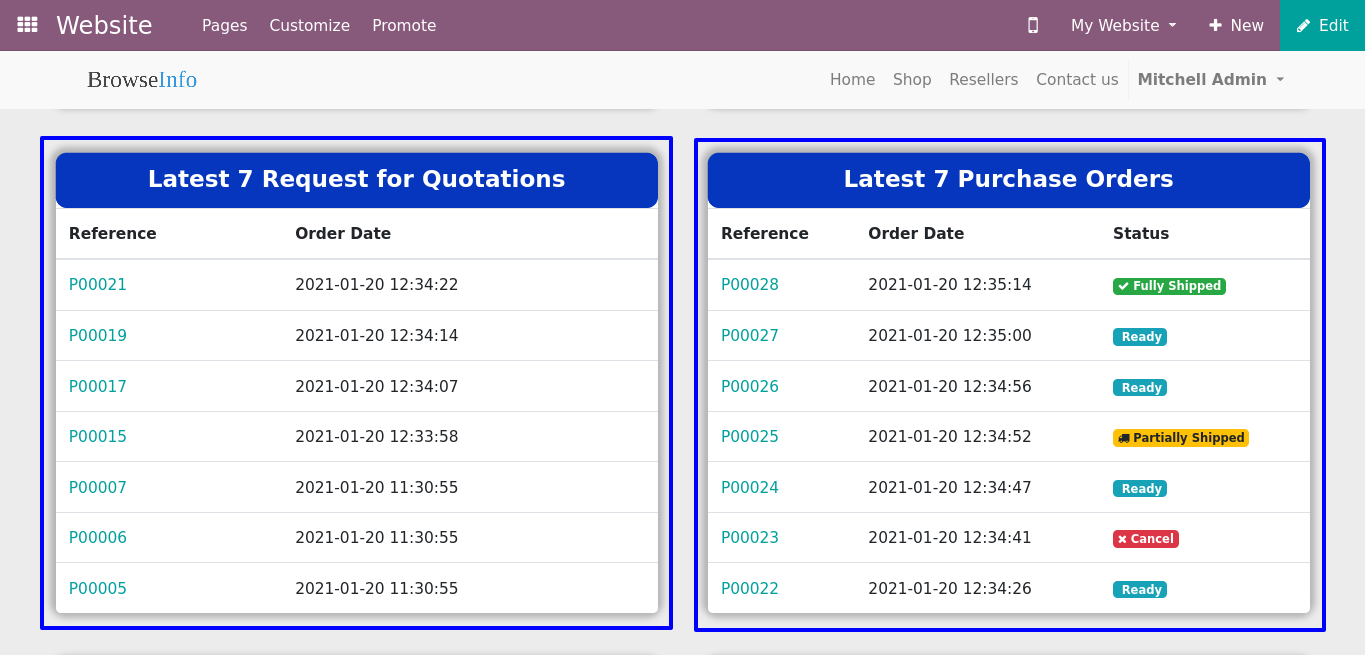 Website Pages Customize Promote My Website New Edit
BrowseInfo Home Shop Resellers Contact us Mitchell Admin
Latest 7 Request for Quotations
Reference Order Date
P00021 2021-01-20 12:34:22
P00019 2021-01-20 12:34:14
P00017 2021-01-20 12:34:07
P00015 2021-01-20 12:33:58
P00007 2021-01-20 11:30:55
P00006 2021-01-20 11:30:55
P00005 2021-01-20 11:30:55
Latest 7 Purchase Orders
Reference Order Date Status
P00028 2021-01-20 12:35:14 Fully Shipped
P00027 2021-01-20 12:35:00 Ready
P00026 2021-01-20 12:34:56 Ready
P00025 2021-01-20 12:34:52 Partially Shipped
P00024 2021-01-20 12:34:47 Ready
P00023 2021-01-20 12:34:41 Cancel
P00022 2021-01-20 12:34:26 Ready